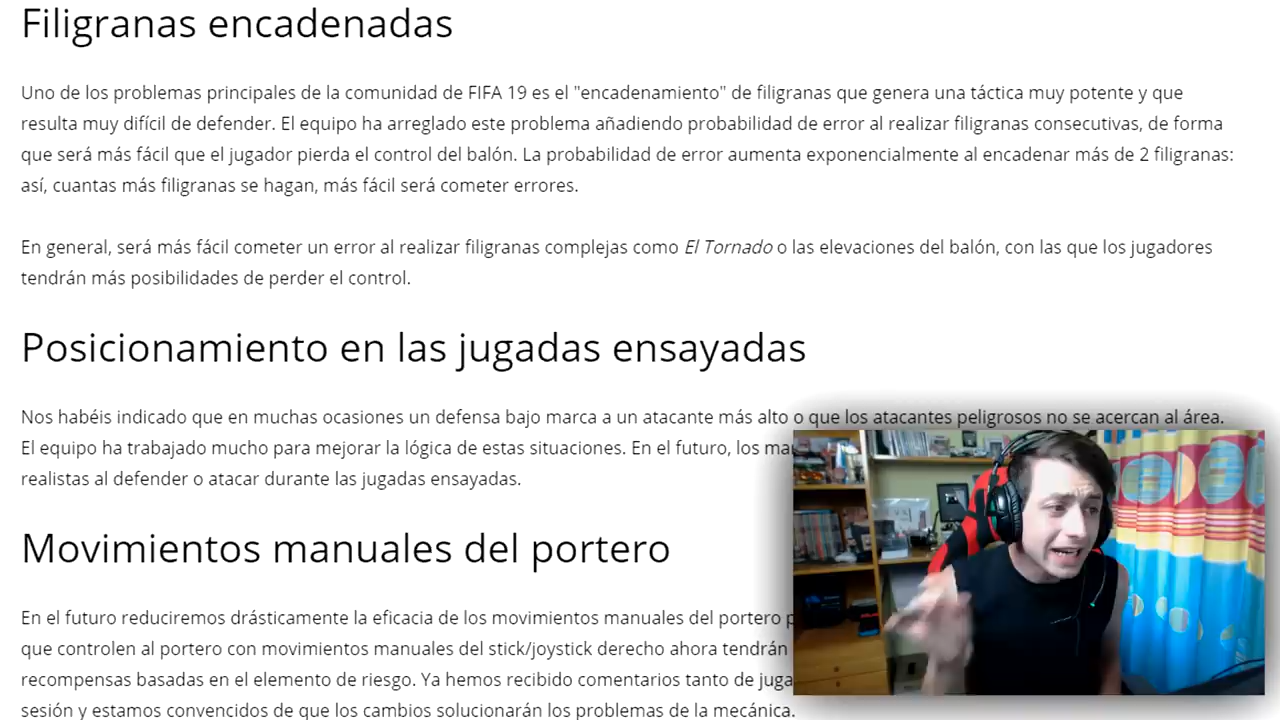 Filigranas encadenadas
Uno de los problemas principales de la comunidad de FIFA 19 es el "encadenamiento" de filigranas que genera una táctica muy potente y que
resulta muy difícil de defender. El equipo ha arreglado este problema añadiendo probabilidad de error al realizar filigranas consecutivas, de forma
que será más fácil que el jugador pierda el control del balón. La probabilidad de error aumenta exponencialmente al encadenar más de 2 filigranas:
así, cuantas más filigranas se hagan, más fácil será cometer errores.
En general, será más fácil cometer un error al realizar filigranas complejas como El Tornado o las elevaciones del balón, con las que los jugadores
tendrán más posibilidades de perder el control.
Posicionamiento en las jugadas ensayadas
Nos habéis indicado que en muchas ocasiones un defensa bajo marca a un atacante más alto o que los atacantes peligrosos no se acercan al área.
El equipo ha trabajado mucho para mejorar la lógica de estas situaciones. En el futuro, los
realistas al defender o atacar durante las jugadas ensayadas.
Movimientos manuales del portero
En el futuro reduciremos drásticamente la eficacia de los movimientos manuales del portero
que controlen al portero con movimientos manuales del stick/joystick derecho ahora tendrán
recompensas basadas en el elemento de riesgo. Ya hemos recibido comentarios tanto de
sesión y estamos convencidos de que los cambios solucionarán los problemas de la mecánica.